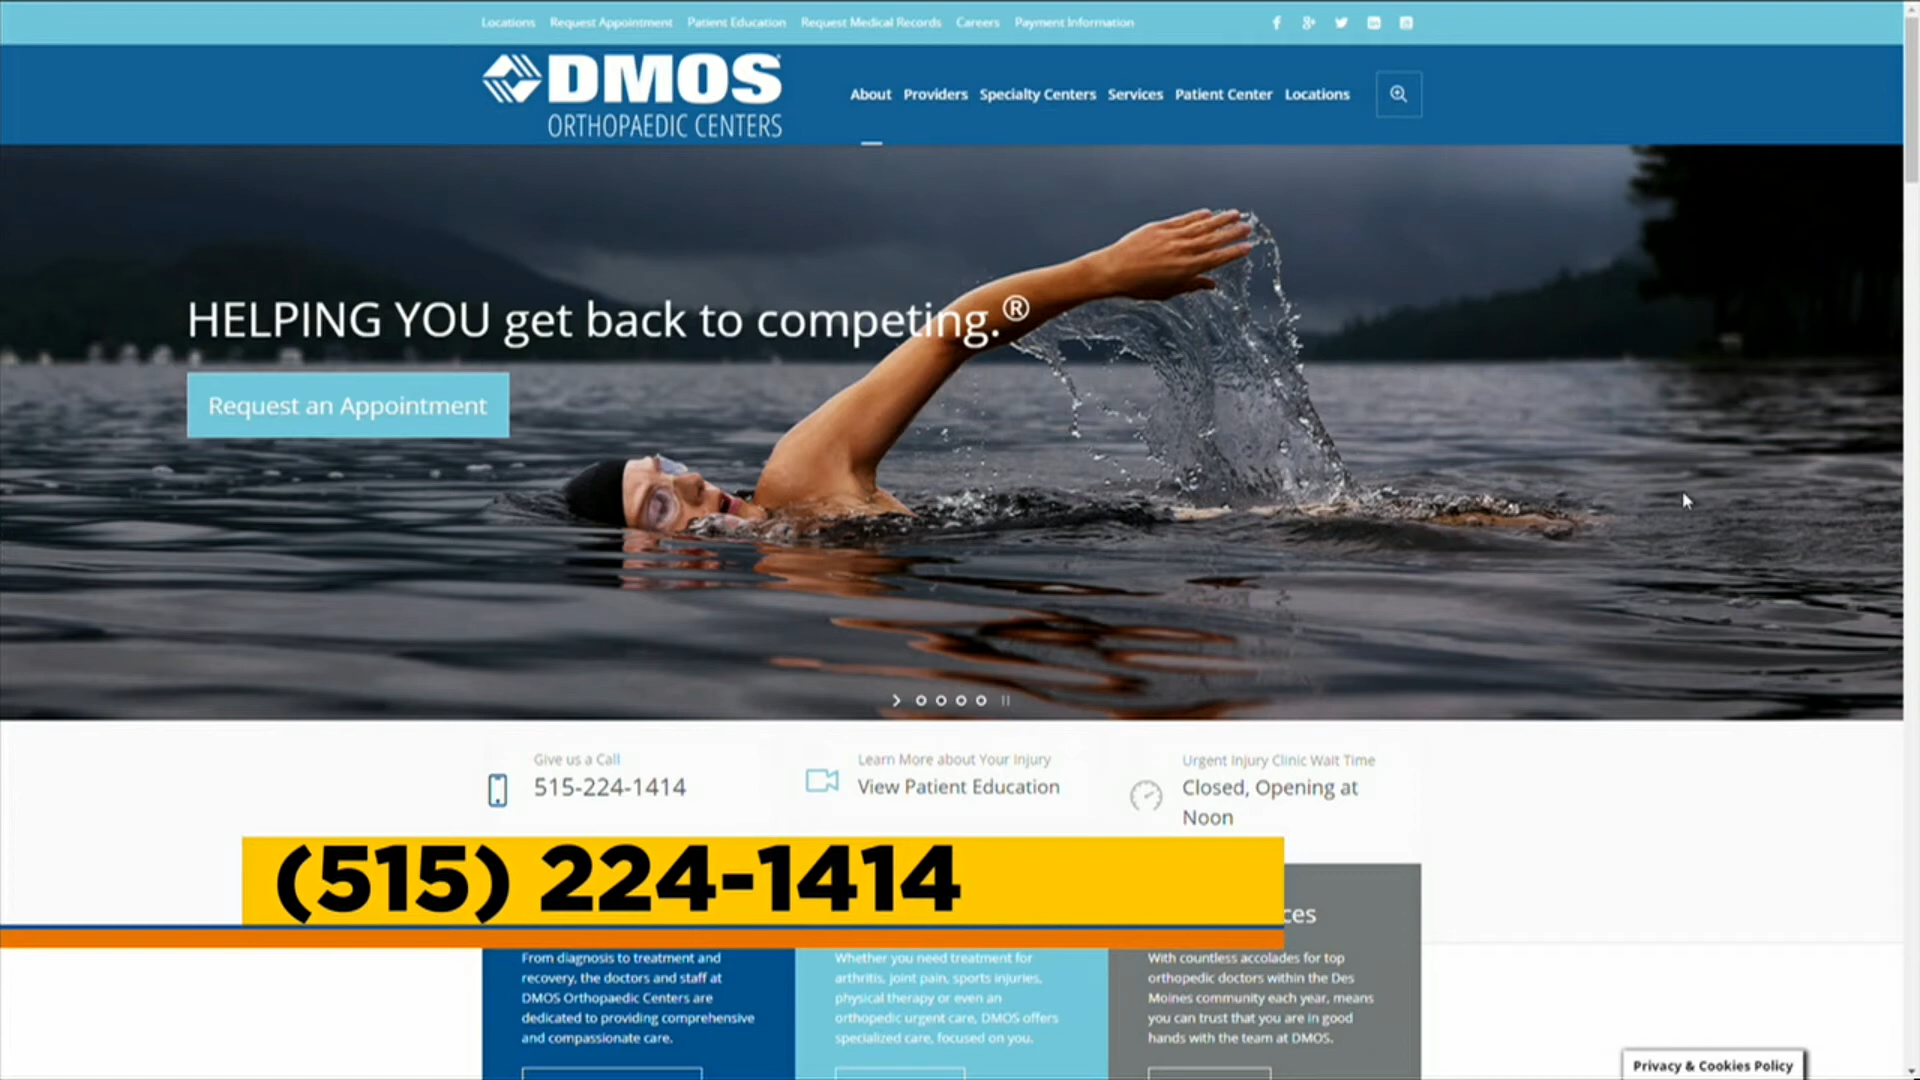 Locations Request Appointment Patient Education Request Medical Records Careers Payment Information
DMOS
ORTHOPAEDIC CENTERS
About Providers Specialty Centers Services Patient Center Locations
HELPING YOU get back to competing.®
Request an Appointment
Give us a Call
515-224-1414
Learn More about Your Injury
View Patient Education
Urgent Injury Clinic Wait Time
Closed, Opening at
Noon
(515) 224-1414
ces
From diagnosis to treatment and
recovery, the doctors and staff at
DMOS Orthopaedic Centers are
dedicated to providing comprehensive
and compassionate care.
Whether you need treatment for
arthritis, joint pain, sports injuries,
physical therapy or even an
orthopedic urgent care, DMOS offers
specialized care, focused on you.
With countless accolades for top
orthopedic doctors within the Des
Moines community each year, means
you can trust that you are in good
hands with the team at DMOS.
Privacy & Cookies Policy